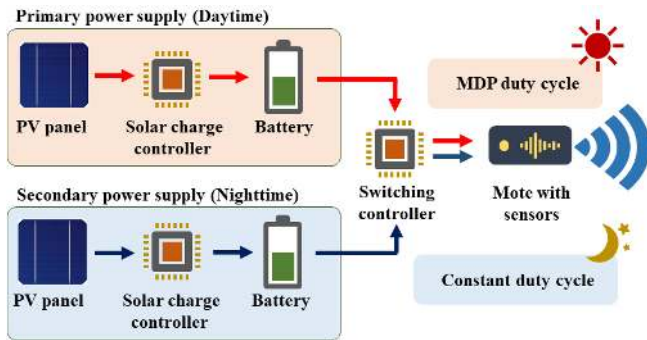 Primary power supply (Daytime)
PV panel
Solar charge
controller
Battery
MDP duty cycle
Switching
controller
Mote with
sensors
Secondary power supply (Nighttime)
PV panel
Solar charge
controller
Battery
Constant duty cycle